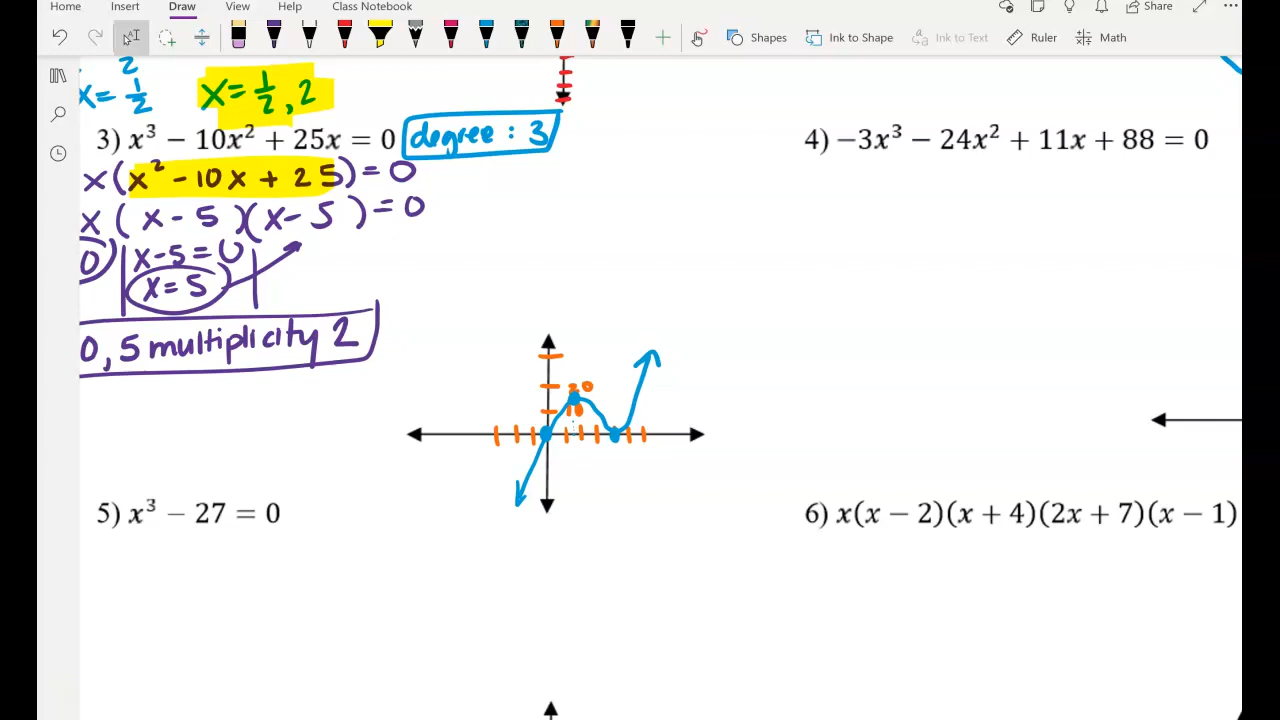 Home Insert Draw View Help Class Notebook Share
Shapes Ink to Shape Ink to Text Ruler Math
2
x = 1/2 x = 1/2, 2
3) x³ − 10x² + 25x = 0 degree : 3
x (x² - 10x + 25) = 0
x ( x - 5 )(x - 5 ) = 0
0 x-5=0
x = 5
0, 5 multiplicity 2
20
10
4) −3x³ − 24x² + 11x + 88 = 0
5) x³ − 27 = 0
6) x(x − 2)(x + 4)(2x + 7)(x − 1)